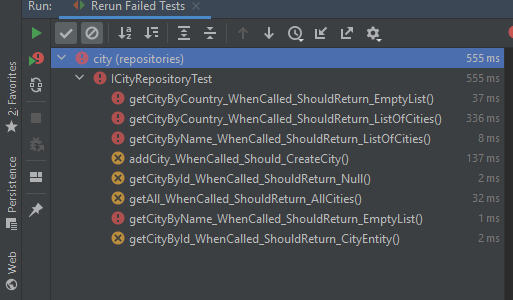 Run: Rerun Failed Tests
city (repositories) 555 ms
ICityRepositoryTest 555 ms
getCityByCountry_WhenCalled_ShouldReturn_EmptyList() 37 ms
getCityByCountry_WhenCalled_ShouldReturn_ListOfCities() 336 ms
getCityByName_WhenCalled_ShouldReturn_ListOfCities() 8 ms
addCity_WhenCalled_Should_CreateCity() 137 ms
getCityById_WhenCalled_ShouldReturn_Null() 2 ms
getAll_WhenCalled_ShouldReturn_AllCities() 32 ms
getCityByName_WhenCalled_ShouldReturn_EmptyList() 1 ms
getCityById_WhenCalled_ShouldReturn_CityEntity() 2 ms
2: Favorites
Persistence
Web